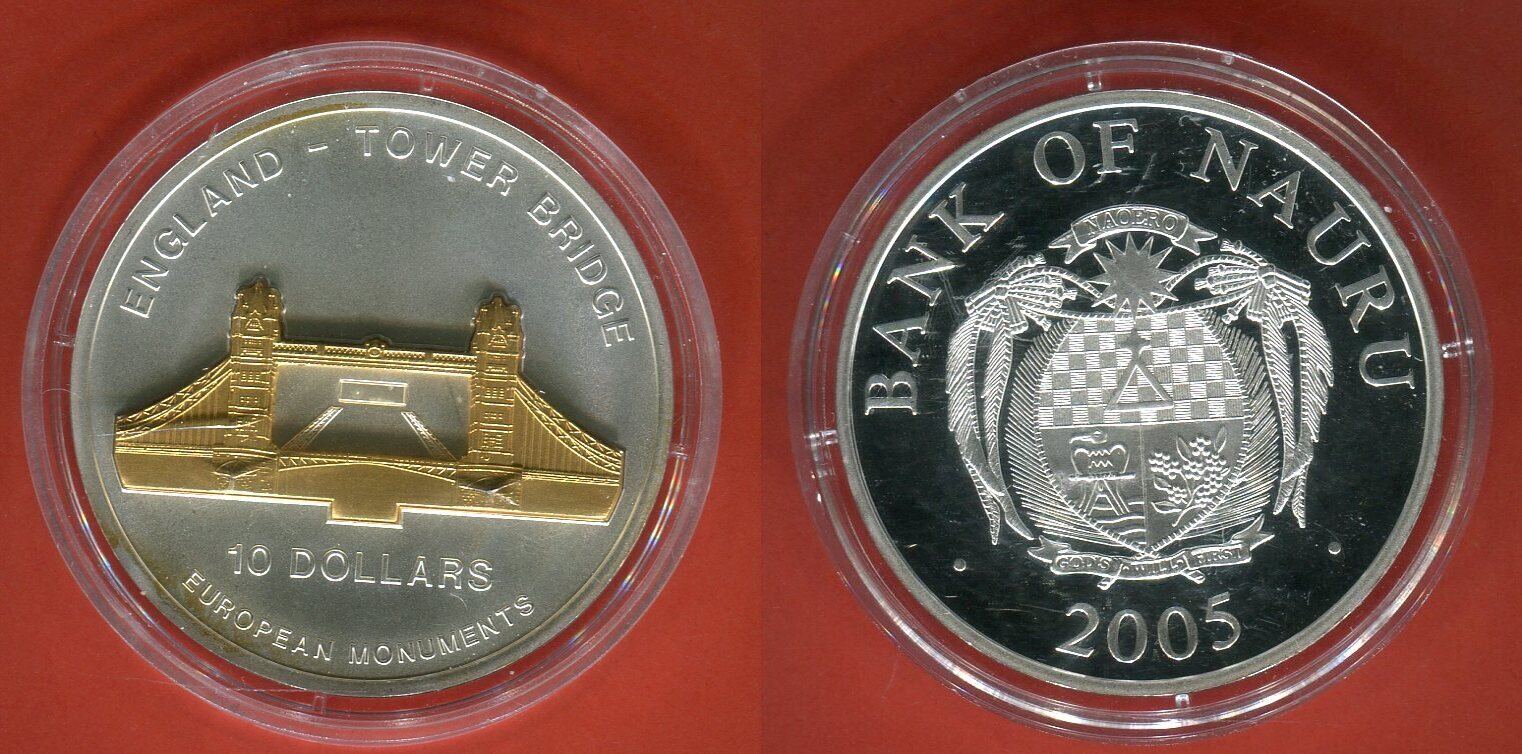 ENGLAND - TOWER BRIDGE
10 DOLLARS
EUROPEAN MONUMENTS
BANK OF NAURU
NAOERO
GOD'S WILL FIRST
2005